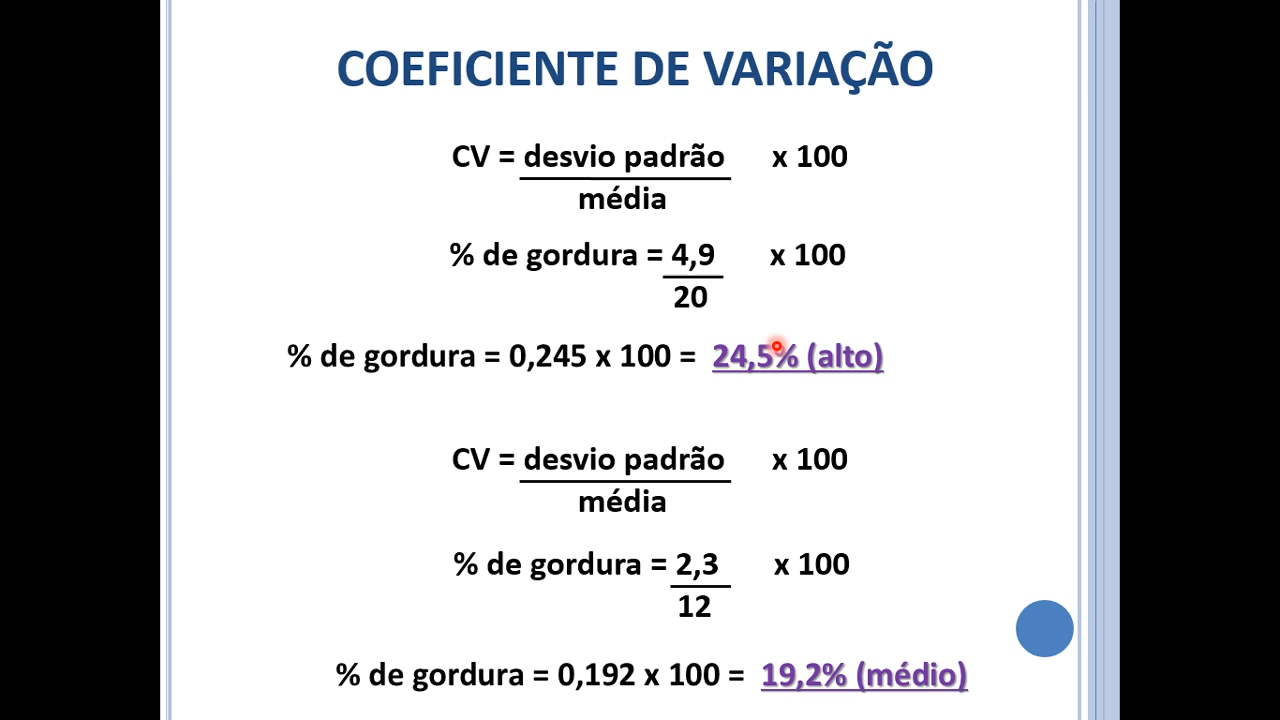 COEFICIENTE DE VARIAÇÃO
CV = desvio padrão x 100
média
% de gordura = 4,9 x 100
20
% de gordura = 0,245 x 100 = 24,5% (alto)
CV = desvio padrão x 100
média
% de gordura = 2,3 x 100
12
% de gordura = 0,192 x 100 = 19,2% (médio)